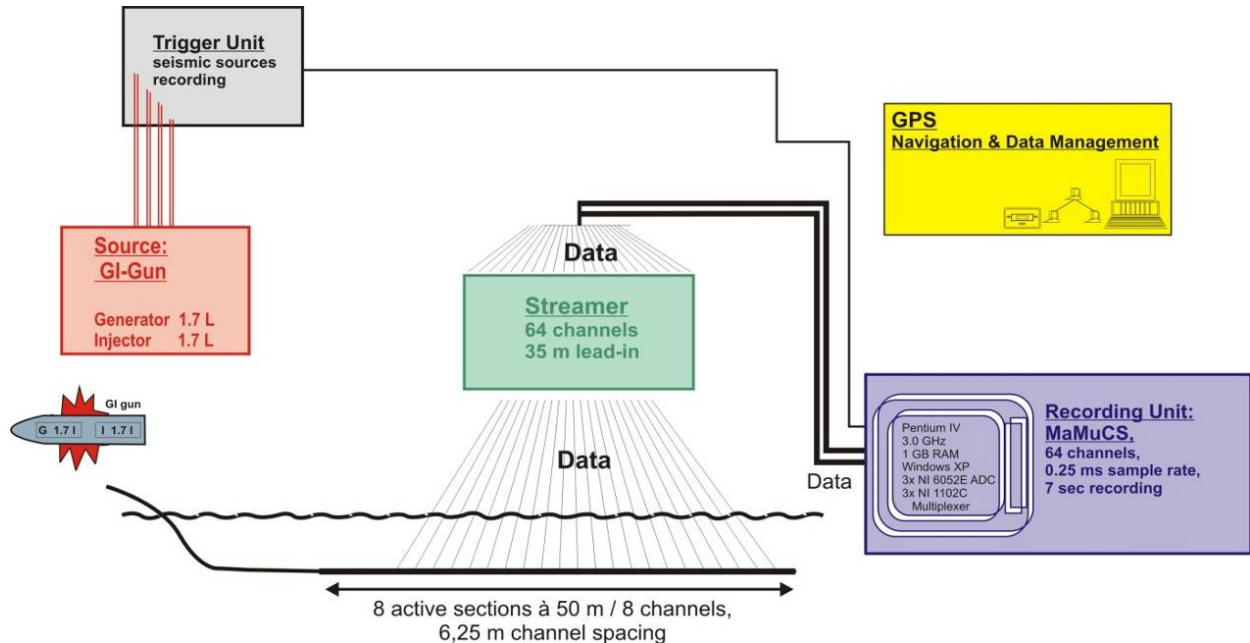 Trigger Unit
seismic sources
recording
GPS
Navigation & Data Management
Source:
GI-Gun
Generator 1.7 L
Injector 1.7 L
Data
Streamer
64 channels
35 m lead-in
GI gun
G 1.7 l I 1.7 l
Data
Data
Pentium IV
3.0 GHz
1 GB RAM
Windows XP
3x NI 6052E ADC
3x NI 1102C
Multiplexer
Recording Unit:
MaMuCS,
64 channels,
0.25 ms sample rate,
7 sec recording
8 active sections à 50 m / 8 channels,
6,25 m channel spacing